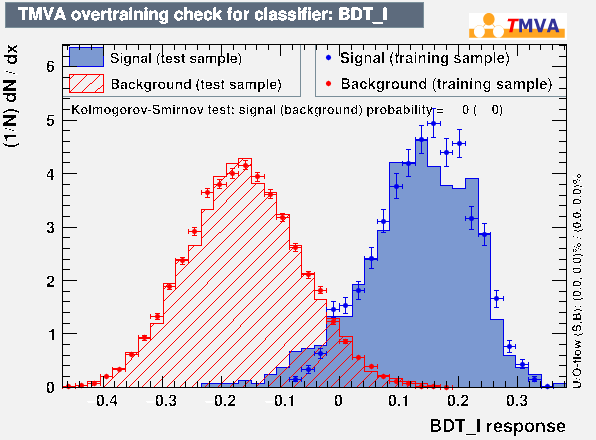 TMVA overtraining check for classifier: BDT_I
TMVA
Signal (test sample)
Background (test sample)
Signal (training sample)
Background (training sample)
Kolmogorov-Smirnov test: signal (background) probability = 0 ( 0)
(1/N) dN / dx
6
5
4
3
2
1
0
-0.4 -0.3 -0.2 -0.1 0 0.1 0.2 0.3
BDT_I response
U/O-flow (S,B): (0.0, 0.0)% / (0.0, 0.0)%